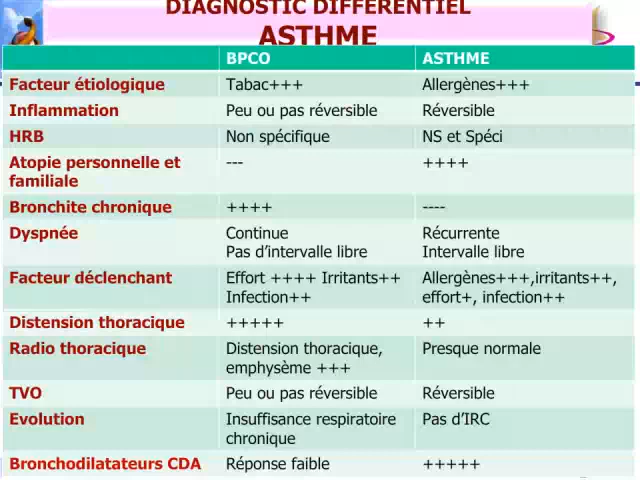 DIAGNOSTIC DIFFERENTIEL
ASTHME
BPCO ASTHME
Facteur étiologique Tabac+++ Allergènes+++
Inflammation Peu ou pas réversible Réversible
HRB Non spécifique NS et Spéci
Atopie personnelle et familiale --- ++++
Bronchite chronique ++++ ----
Dyspnée Continue Récurrente
Pas d’intervalle libre Intervalle libre
Facteur déclenchant Effort ++++ Irritants++ Allergènes+++,irritants++,
Infection++ effort+, infection++
Distension thoracique +++++ ++
Radio thoracique Distension thoracique, Presque normale
emphysème +++
TVO Peu ou pas réversible Réversible
Evolution Insuffisance respiratoire Pas d’IRC
chronique
Bronchodilatateurs CDA Réponse faible +++++